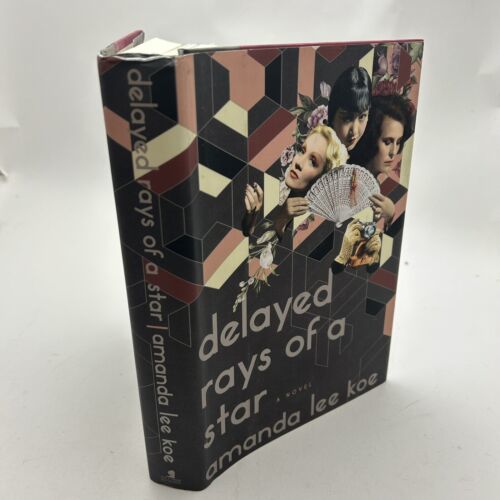 delayed rays of a star | amanda lee koe
delayed
rays of a
star
A NOVEL
amanda lee koe